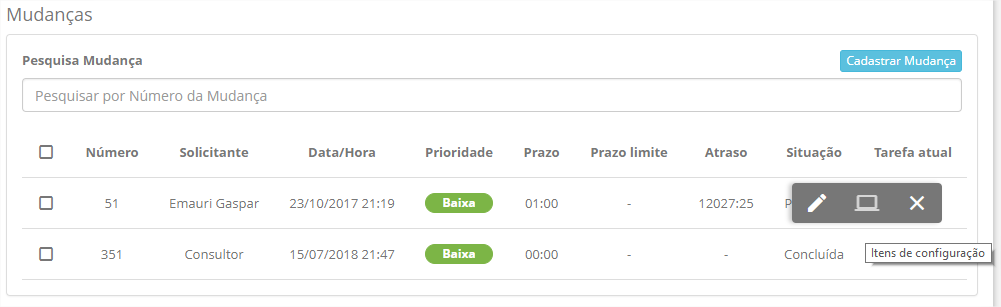 Mudanças
Pesquisa Mudança Cadastrar Mudança
Pesquisar por Número da Mudança
Número Solicitante Data/Hora Prioridade Prazo Prazo limite Atraso Situação Tarefa atual
51 Emauri Gaspar 23/10/2017 21:19 Baixa 01:00 - 12027:25
351 Consultor 15/07/2018 21:47 Baixa 00:00 - - Concluída
Itens de configuração